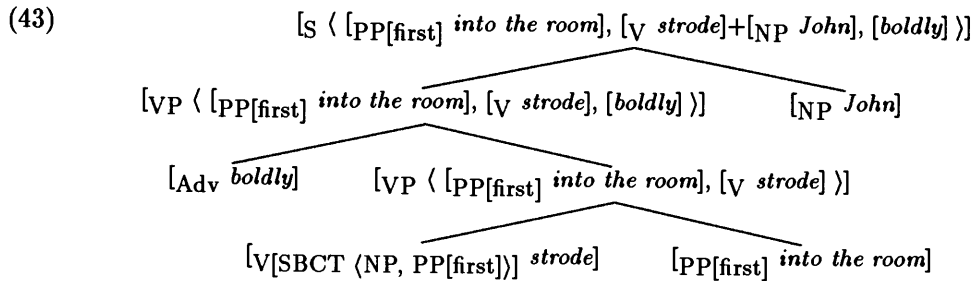 (43) [S ⟨ [PP[first] into the room], [V strode]+[NP John], [boldly] ⟩]
[VP ⟨ [PP[first] into the room], [V strode], [boldly] ⟩] [NP John]
[Adv boldly] [VP ⟨ [PP[first] into the room], [V strode] ⟩]
[V[SBCT ⟨NP, PP[first]⟩] strode] [PP[first] into the room]